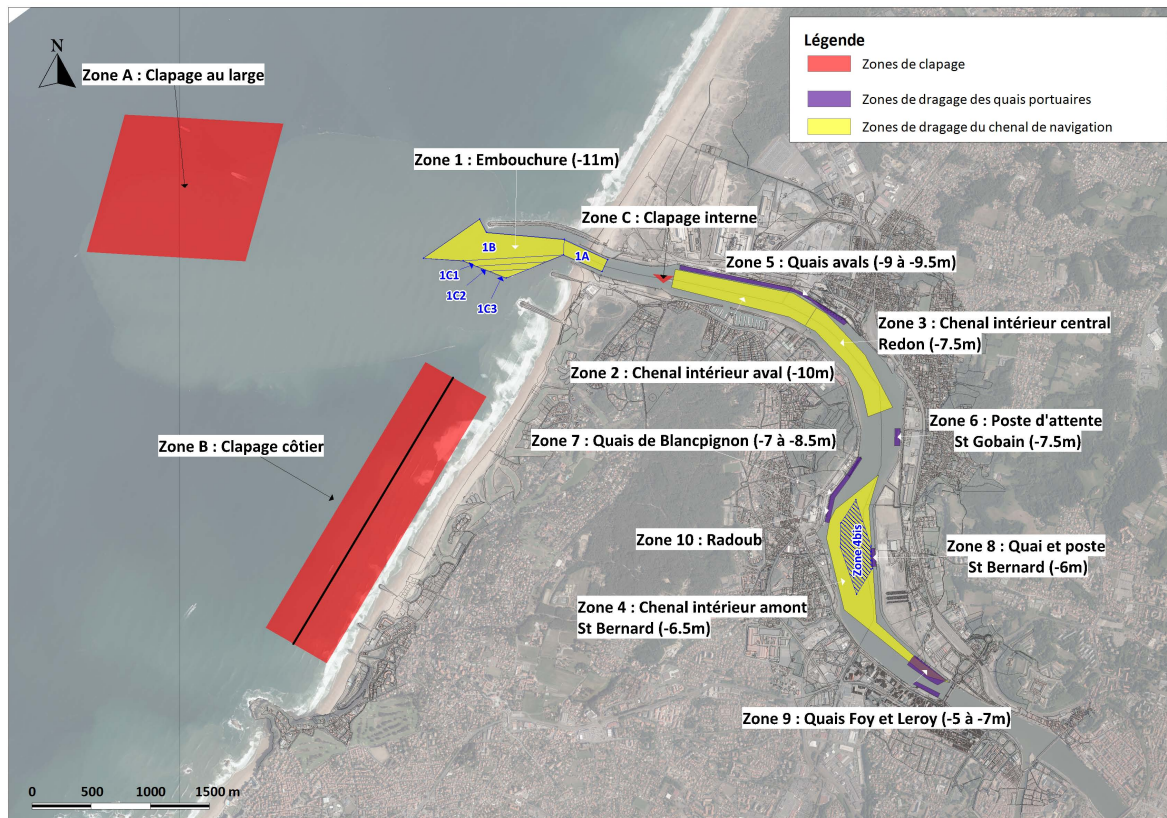 N
Zone A : Clapage au large
Légende
Zones de clapage
Zones de dragage des quais portuaires
Zones de dragage du chenal de navigation
Zone 1 : Embouchure (-11m)
Zone C : Clapage interne
1B
1A
1C1
1C2
1C3
Zone 5 : Quais avals (-9 à -9.5m)
Zone 3 : Chenal intérieur central
Redon (-7.5m)
Zone 2 : Chenal intérieur aval (-10m)
Zone 6 : Poste d'attente
St Gobain (-7.5m)
Zone 7 : Quais de Blancpignon (-7 à -8.5m)
Zone B : Clapage côtier
Zone 10 : Radoub
Zone 4bis
Zone 8 : Quai et poste
St Bernard (-6m)
Zone 4 : Chenal intérieur amont
St Bernard (-6.5m)
Zone 9 : Quais Foy et Leroy (-5 à -7m)
0 500 1000 1500 m